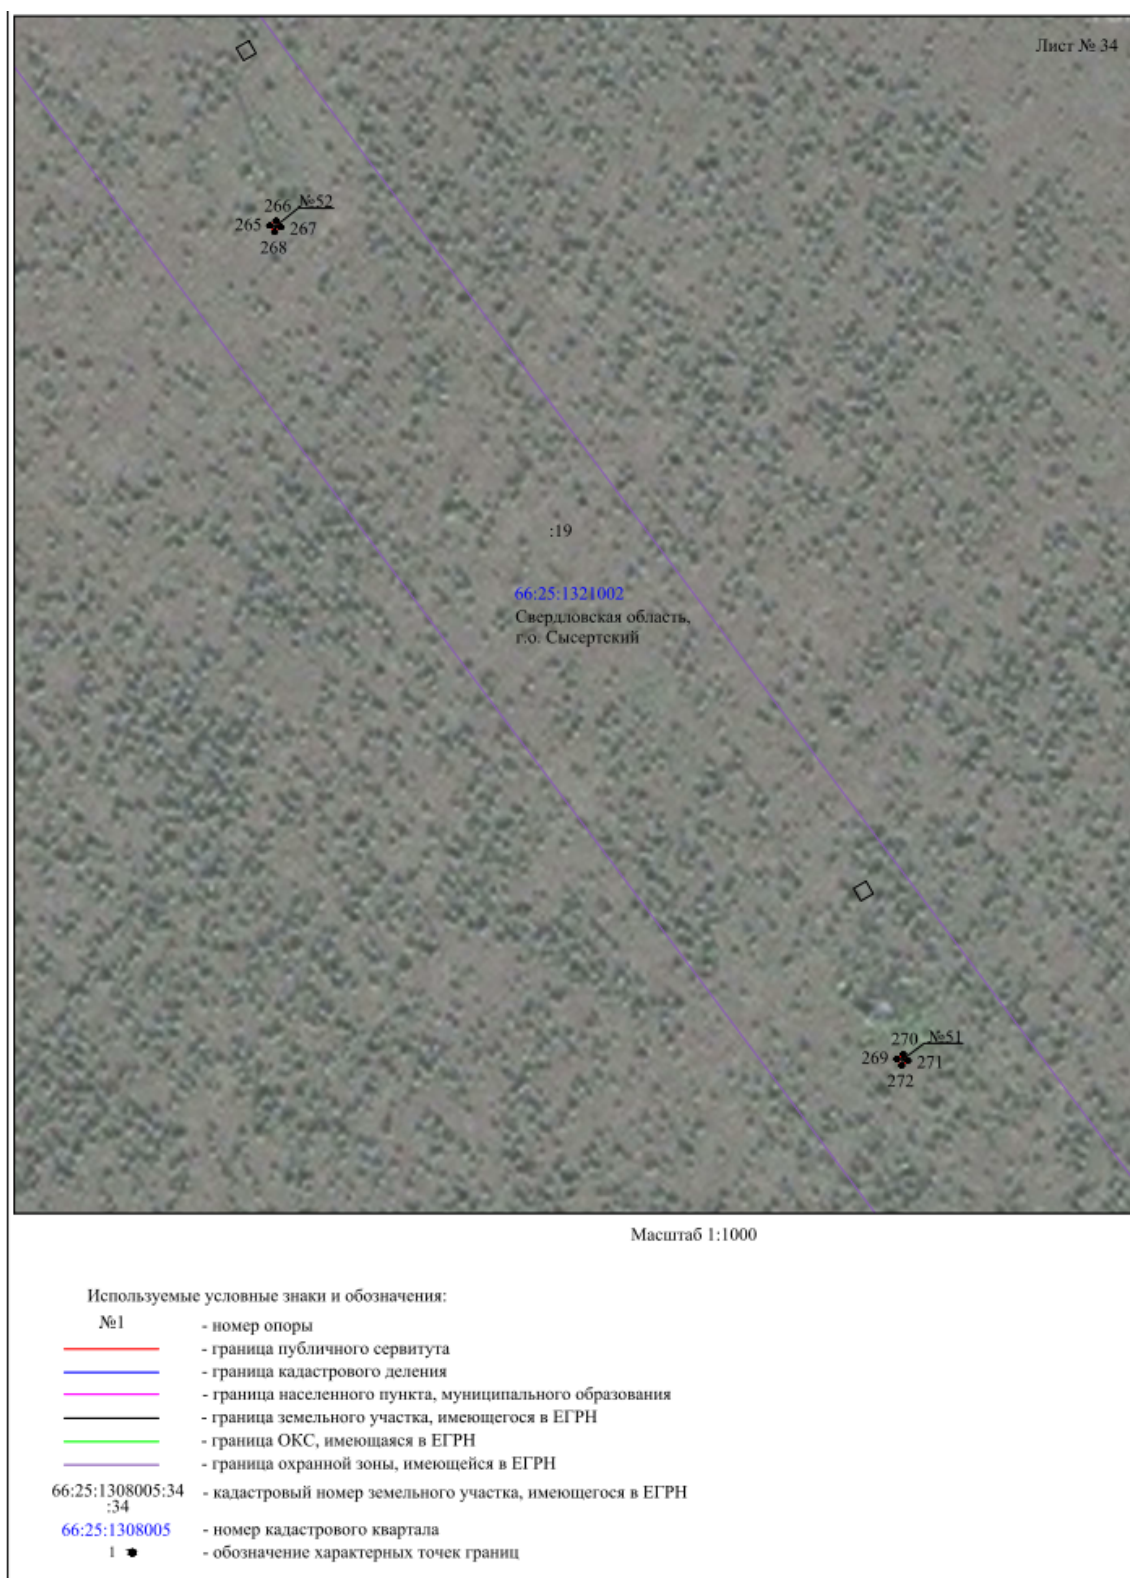 Лист № 34
266 №52
265 267
268
:19
66:25:1321002
Свердловская область,
г.о. Сысертский
270 №51
269 271
272
Масштаб 1:1000
Используемые условные знаки и обозначения:
№1 - номер опоры
- граница публичного сервитута
- граница кадастрового деления
- граница населенного пункта, муниципального образования
- граница земельного участка, имеющегося в ЕГРН
- граница ОКС, имеющаяся в ЕГРН
- граница охранной зоны, имеющейся в ЕГРН
66:25:1308005:34 - кадастровый номер земельного участка, имеющегося в ЕГРН
:34
66:25:1308005 - номер кадастрового квартала
1 - обозначение характерных точек границ